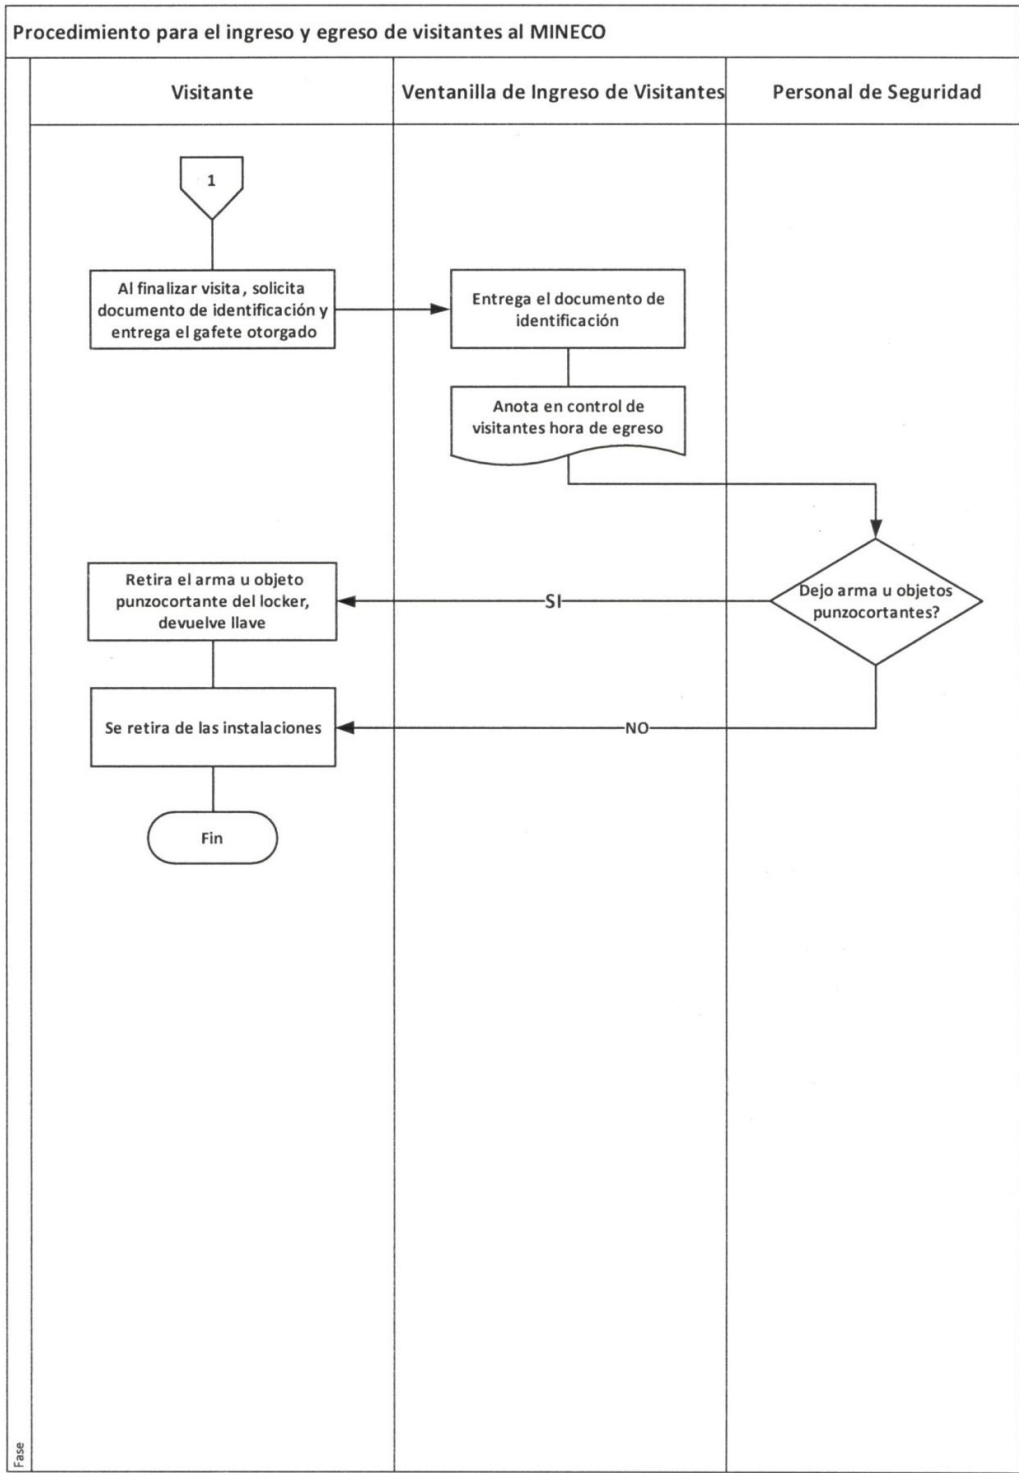 Procedimiento para el ingreso y egreso de visitantes al MINECO
Visitante
Ventanilla de Ingreso de Visitantes
Personal de Seguridad
1
Al finalizar visita, solicita
documento de identificación y
entrega el gafete otorgado
Entrega el documento de
identificación
Anota en control de
visitantes hora de egreso
Dejo arma u objetos
punzocortantes?
SI
Retira el arma u objeto
punzocortante del locker,
devuelve llave
Se retira de las instalaciones
NO
Fin
Fase